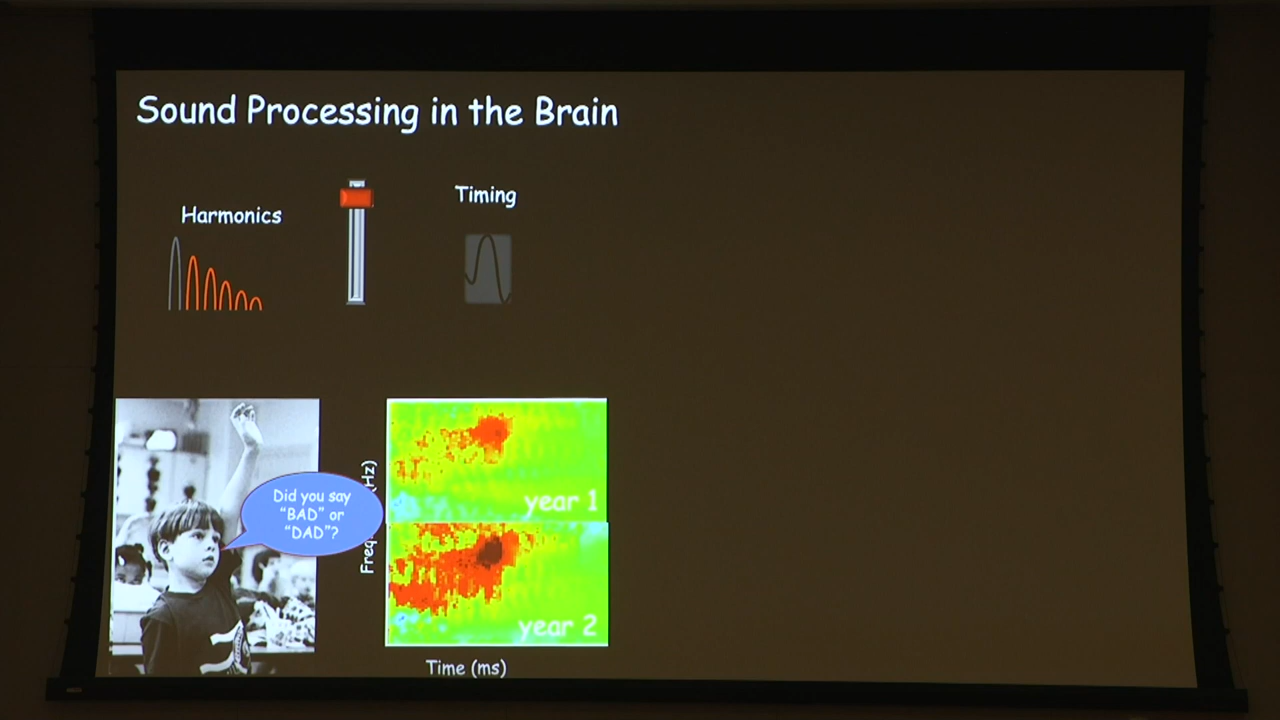 Sound Processing in the Brain
Harmonics
Timing
Did you say
"BAD" or
"DAD"?
(Hz)
year 1
year 2
Time (ms)